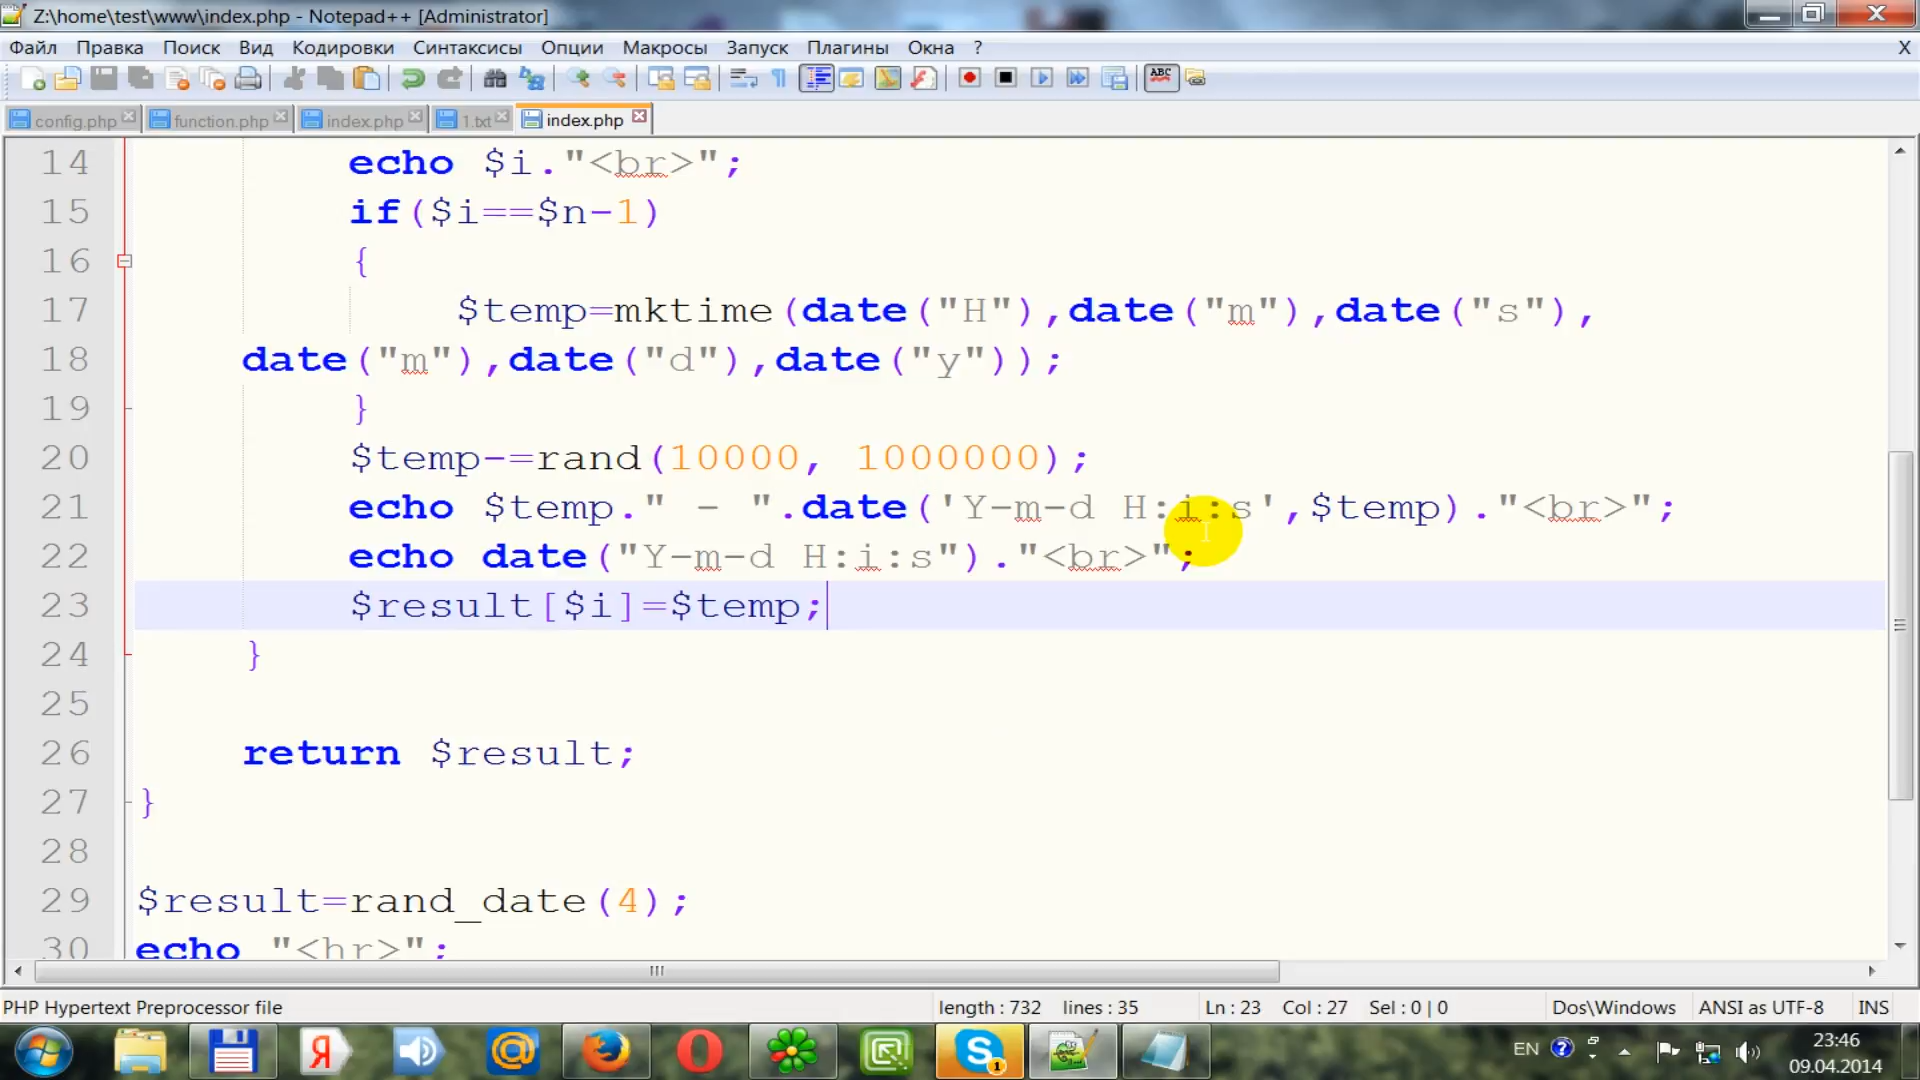 Z:\home\test\www\index.php - Notepad++ [Administrator]
Файл Правка Поиск Вид Кодировки Синтаксисы Опции Макросы Запуск Плагины Окна ? X
ABC
config.php function.php index.php 1.txt index.php
14 echo $i."<br>";
15 if($i==$n-1)
16 {
17 $temp=mktime(date("H"),date("m"),date("s"),
18 date("m"),date("d"),date("y"));
19 }
20 $temp-=rand(10000, 1000000);
21 echo $temp." - ".date('Y-m-d H:i:s',$temp)."<br>";
22 echo date("Y-m-d H:i:s")."<br>";
23 $result[$i]=$temp;
24 }
25
26 return $result;
27 }
28
29 $result=rand_date(4);
30 echo "<hr>";
PHP Hypertext Preprocessor file length : 732 lines : 35 Ln : 23 Col : 27 Sel : 0 | 0 Dos\Windows ANSI as UTF-8 INS
Я @ S 1 EN ? 23:46
09.04.2014